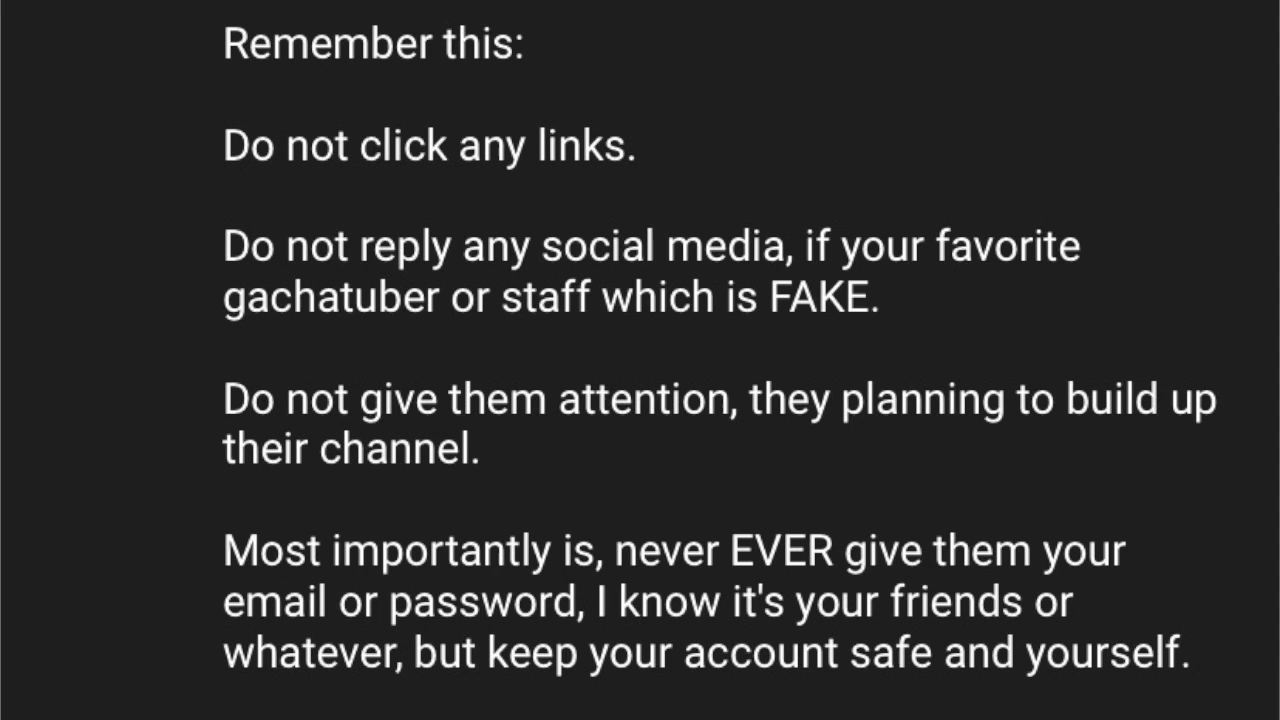 Remember this:
Do not click any links.
Do not reply any social media, if your favorite
gachatuber or staff which is FAKE.
Do not give them attention, they planning to build up
their channel.
Most importantly is, never EVER give them your
email or password, I know it's your friends or
whatever, but keep your account safe and yourself.